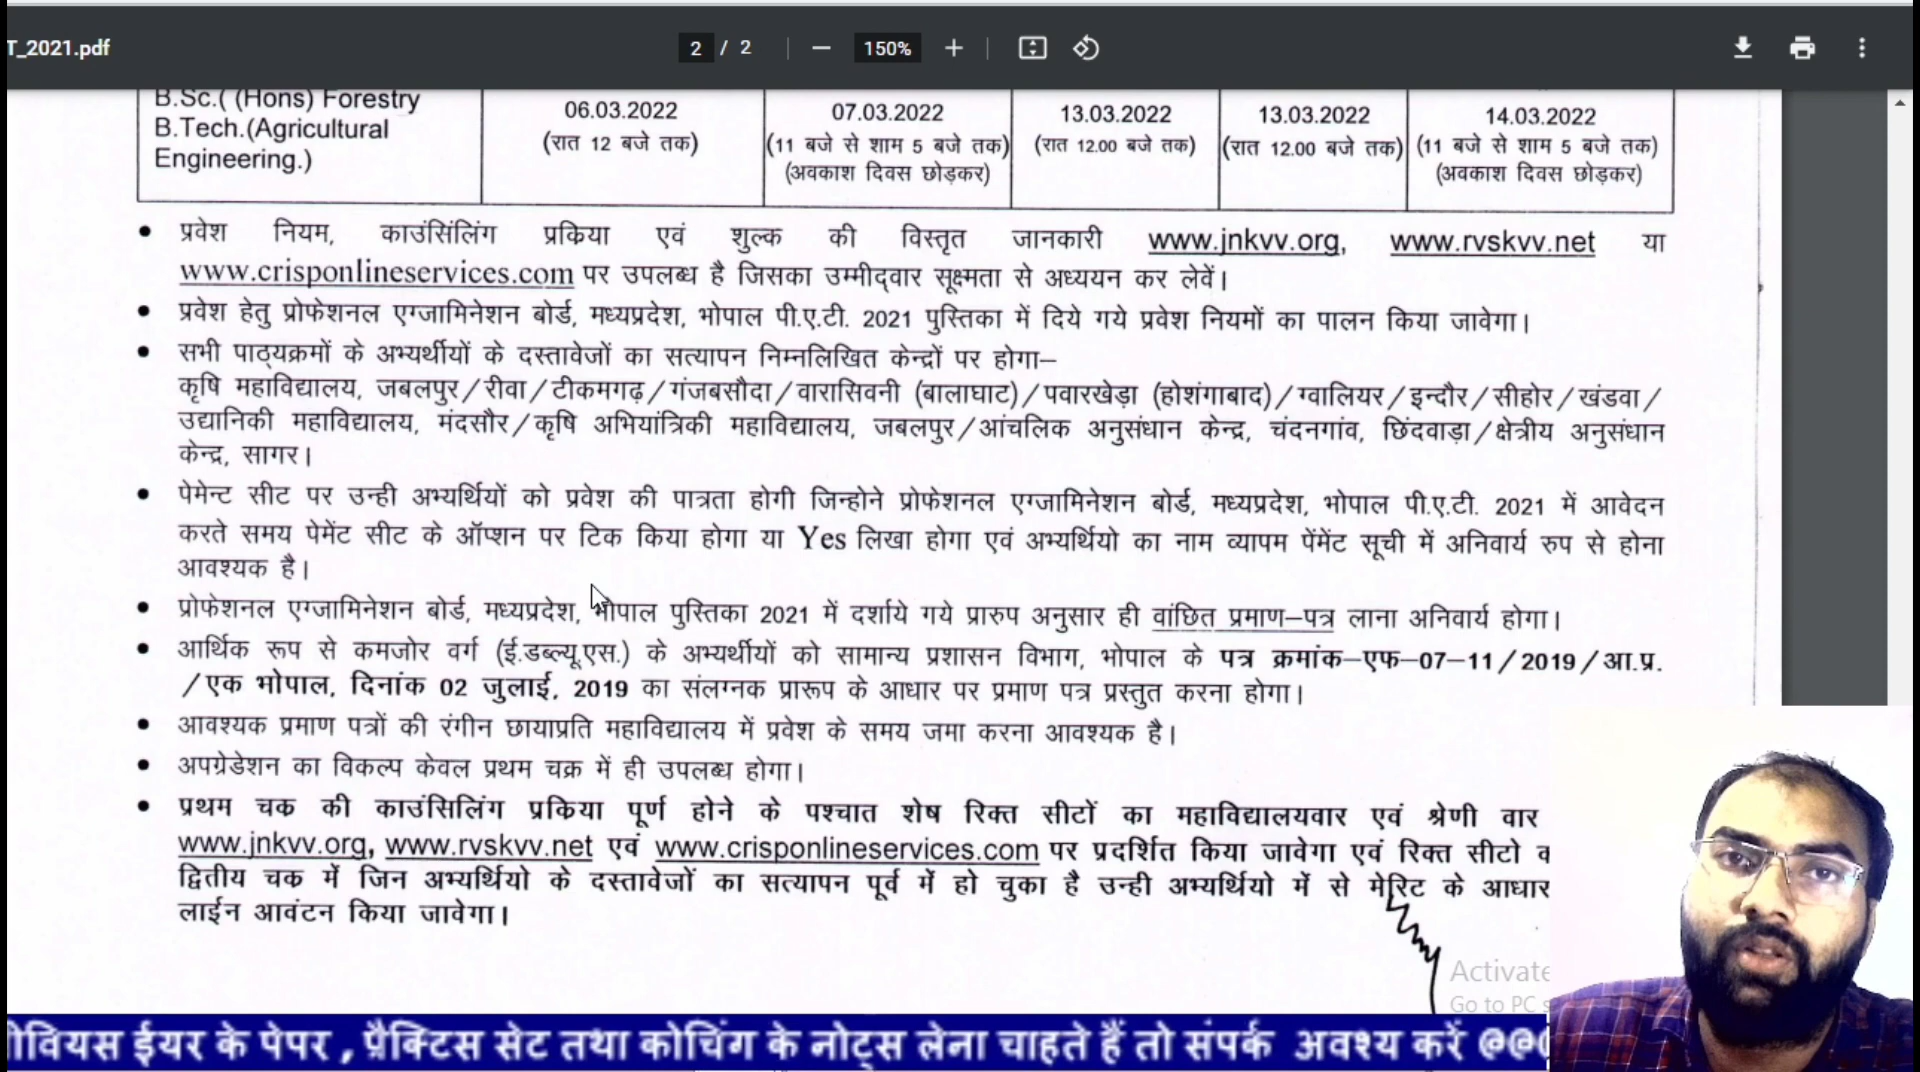 T_2021.pdf
2 / 2
150%
B.Sc.( (Hons) Forestry
B.Tech.(Agricultural
Engineering.)
06.03.2022
(रात 12 बजे तक)
07.03.2022
(11 बजे से शाम 5 बजे तक)
(अवकाश दिवस छोड़कर)
13.03.2022
(रात 12.00 बजे तक)
13.03.2022
(रात 12.00 बजे तक)
14.03.2022
(11 बजे से शाम 5 बजे तक)
(अवकाश दिवस छोड़कर)
• प्रवेश नियम, काउंसिंलिंग प्रकिया एवं शुल्क की विस्तृत जानकारी www.jnkvv.org, www.rvskvv.net या
www.crisponlineservices.com पर उपलब्ध है जिसका उम्मीद्वार सूक्ष्मता से अध्ययन कर लेवें।
• प्रवेश हेतु प्रोफेशनल एग्जामिनेशन बोर्ड, मध्यप्रदेश, भोपाल पी.ए.टी. 2021 पुस्तिका में दिये गये प्रवेश नियमों का पालन किया जावेगा।
• सभी पाठ्यक्रमों के अभ्यर्थीयों के दस्तावेजों का सत्यापन निम्नलिखित केन्द्रों पर होगा–
कृषि महाविद्यालय, जबलपुर/रीवा/टीकमगढ़/गंजबसौदा/वारासिवनी (बालाघाट)/पवारखेड़ा (होशंगाबाद)/ग्वालियर/इन्दौर/सीहोर/खंडवा/
उद्यानिकी महाविद्यालय, मंदसौर/कृषि अभियांत्रिकी महाविद्यालय, जबलपुर/आंचलिक अनुसंधान केन्द्र, चंदनगांव, छिंदवाड़ा/क्षेत्रीय अनुसंधान
केन्द्र, सागर।
• पेमेन्ट सीट पर उन्ही अभ्यर्थियों को प्रवेश की पात्रता होगी जिन्होने प्रोफेशनल एग्जामिनेशन बोर्ड, मध्यप्रदेश, भोपाल पी.ए.टी. 2021 में आवेदन
करते समय पेमेंट सीट के ऑप्शन पर टिक किया होगा या Yes लिखा होगा एवं अभ्यर्थियो का नाम व्यापम पेंमेंट सूची में अनिवार्य रुप से होना
आवश्यक है।
• प्रोफेशनल एग्जामिनेशन बोर्ड, मध्यप्रदेश, भोपाल पुस्तिका 2021 में दर्शाये गये प्रारुप अनुसार ही वांछित प्रमाण–पत्र लाना अनिवार्य होगा।
• आर्थिक रूप से कमजोर वर्ग (ई.डब्ल्यू.एस.) के अभ्यर्थीयों को सामान्य प्रशासन विभाग, भोपाल के पत्र क्रमांक–एफ–07–11/2019/आ.प्र.
/एक भोपाल, दिनांक 02 जुलाई, 2019 का संलग्नक प्रारूप के आधार पर प्रमाण पत्र प्रस्तुत करना होगा।
• आवश्यक प्रमाण पत्रों की रंगीन छायाप्रति महाविद्यालय में प्रवेश के समय जमा करना आवश्यक है।
• अपग्रेडेशन का विकल्प केवल प्रथम चक्र में ही उपलब्ध होगा।
• प्रथम चक की काउंसिलिंग प्रकिया पूर्ण होने के पश्चात शेष रिक्त सीटों का महाविद्यालयवार एवं श्रेणी वार
www.jnkvv.org, www.rvskvv.net एवं www.crisponlineservices.com पर प्रदर्शित किया जावेगा एवं रिक्त सीटो
द्वितीय चक में जिन अभ्यर्थियो के दस्तावेजों का सत्यापन पूर्व में हो चुका है उन्ही अभ्यर्थियो में से मेरिट के आधार
लाईन आवंटन किया जावेगा।
Activate
Go to PC s
ोवियस ईयर के पेपर , प्रैक्टिस सेट तथा कोचिंग के नोट्स लेना चाहते हैं तो संपर्क अवश्य करें @@